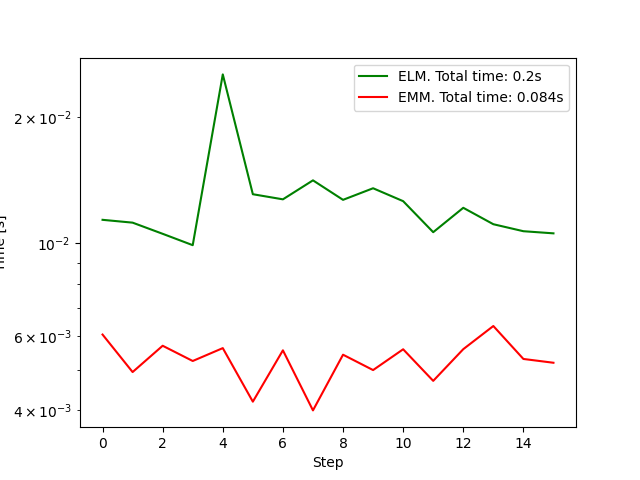 ELM. Total time: 0.2s
EMM. Total time: 0.084s
2 × 10⁻²
10⁻²
6 × 10⁻³
4 × 10⁻³
0 2 4 6 8 10 12 14
Step